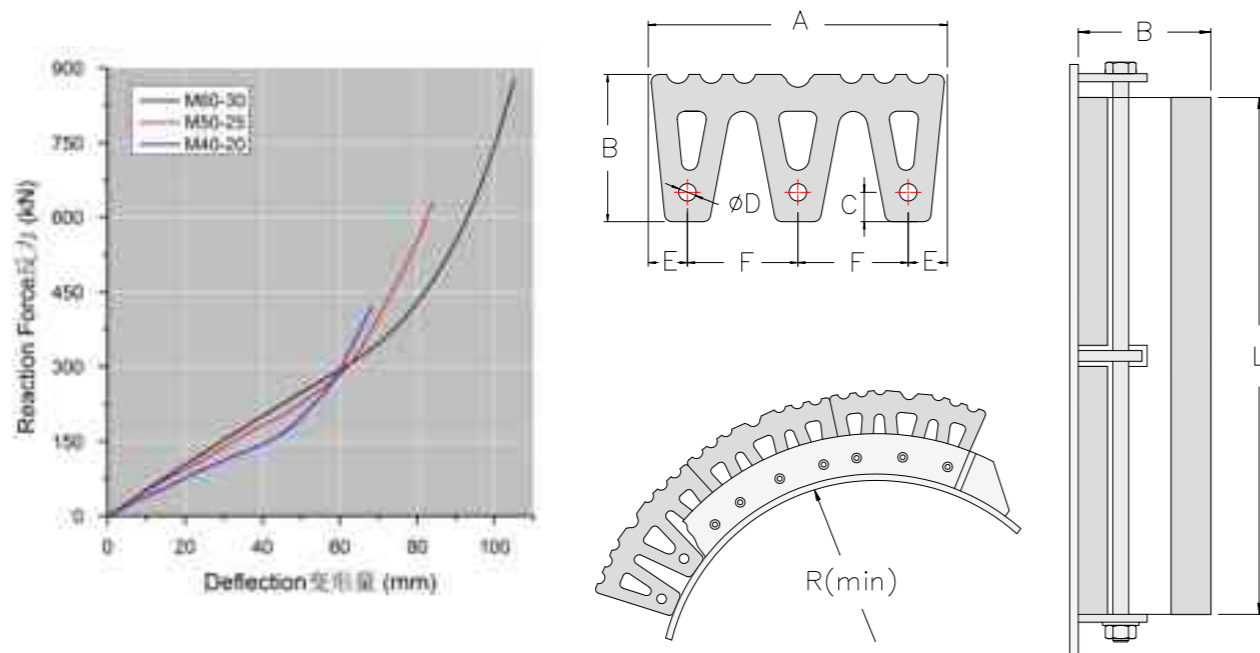 900
750
600
450
300
150
0
Reaction Force反力 (kN)
M60-30
M50-25
M40-20
0 20 40 60 80 100
Deflection变形量 (mm)
A
B
C
øD
E F F E
R(min)
B
L